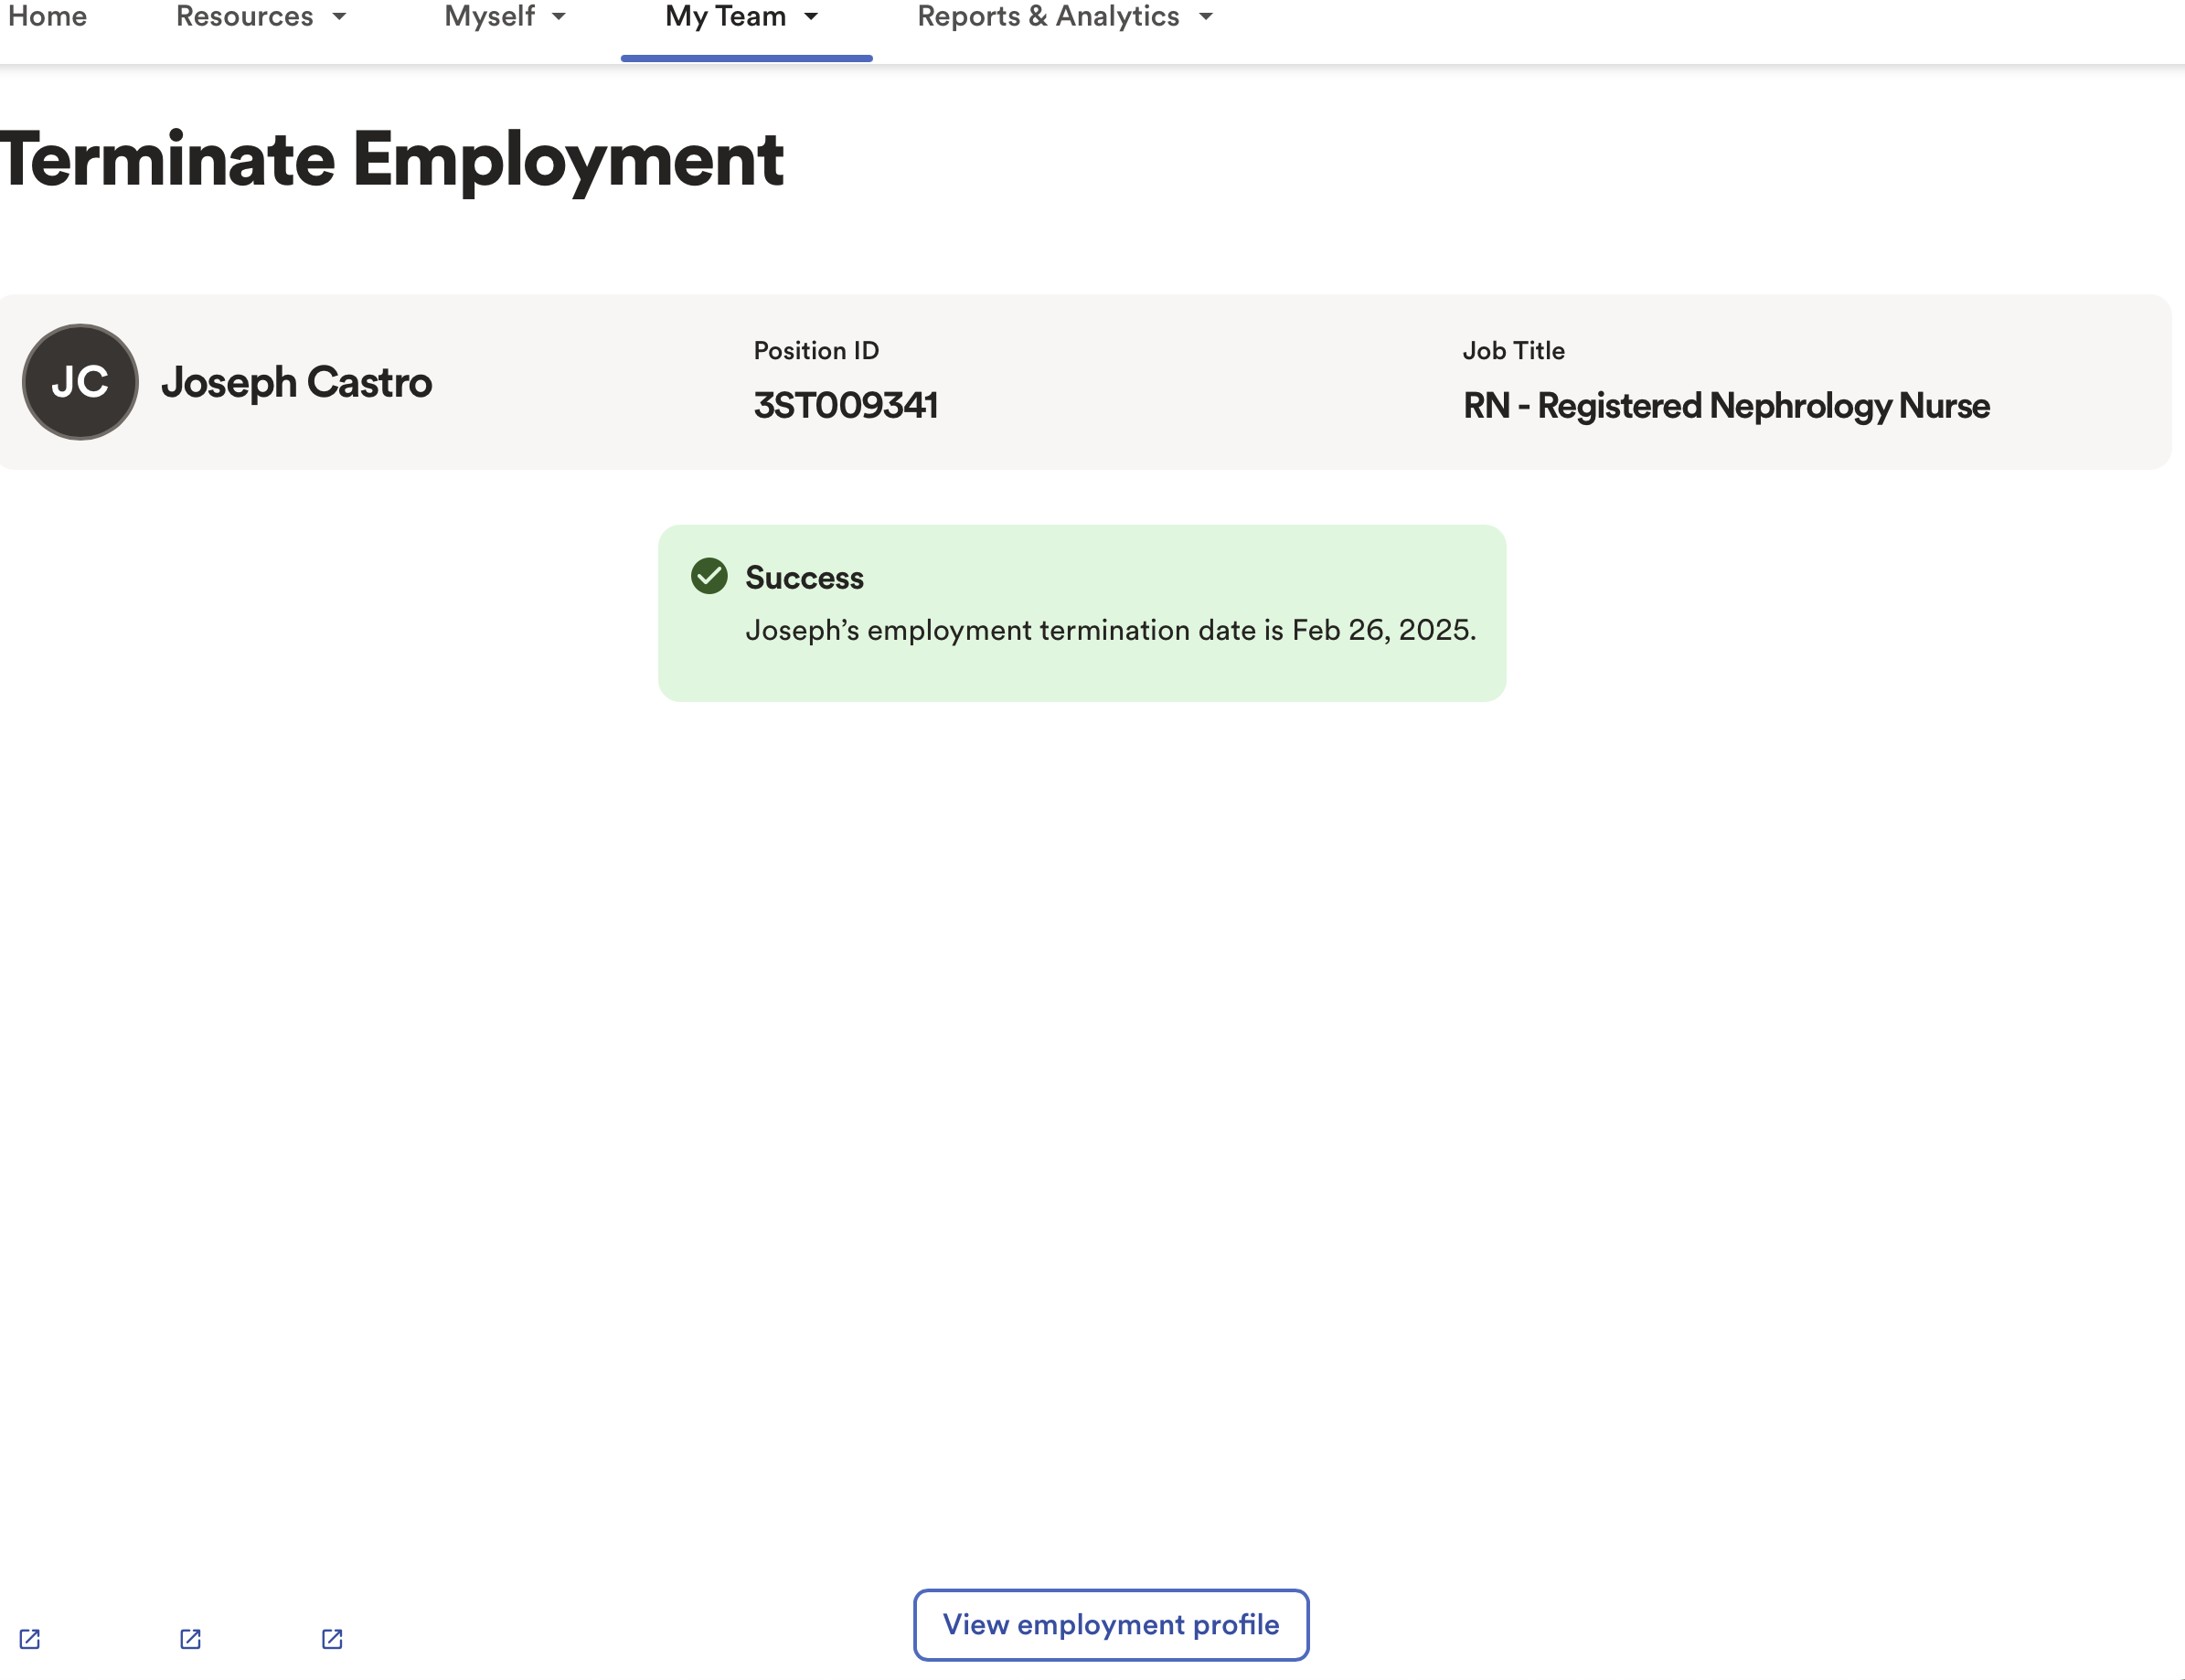 Home Resources Myself My Team Reports & Analytics
Terminate Employment
JC Joseph Castro
Position ID
3ST009341
Job Title
RN - Registered Nephrology Nurse
Success
Joseph’s employment termination date is Feb 26, 2025.
View employment profile